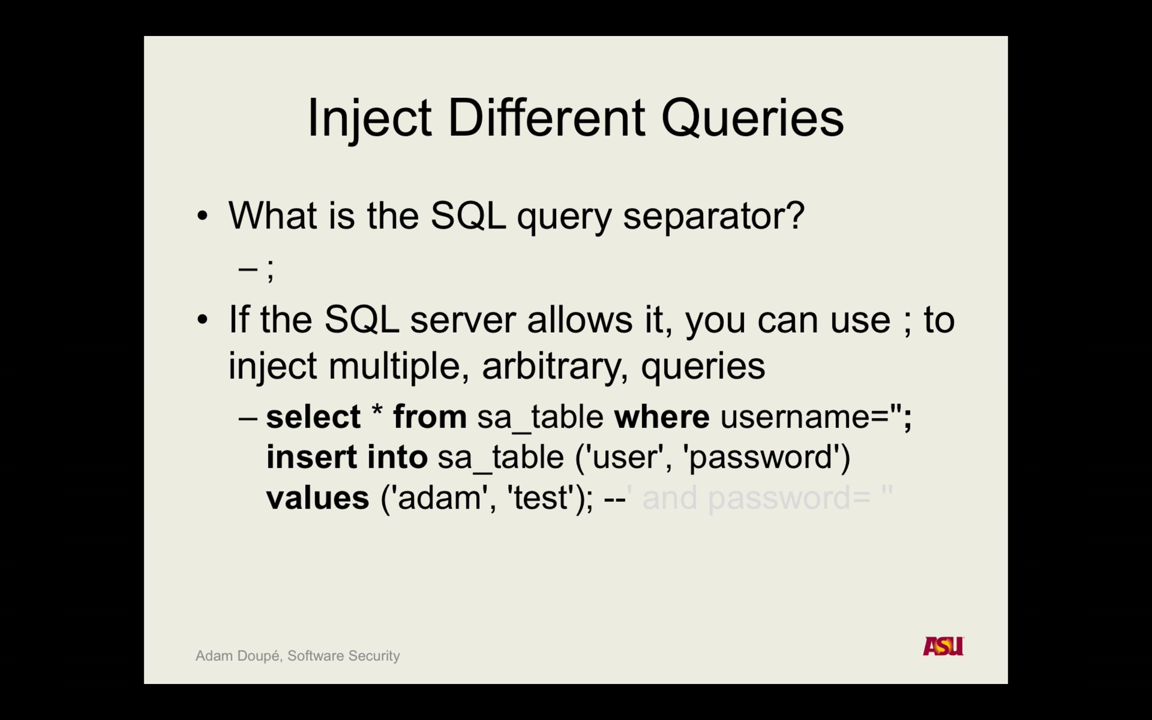 Inject Different Queries
• What is the SQL query separator?
– ;
• If the SQL server allows it, you can use ; to
inject multiple, arbitrary, queries
– select * from sa_table where username='';
insert into sa_table ('user', 'password')
values ('adam', 'test'); --' and password= ''
Adam Doupé, Software Security
ASU